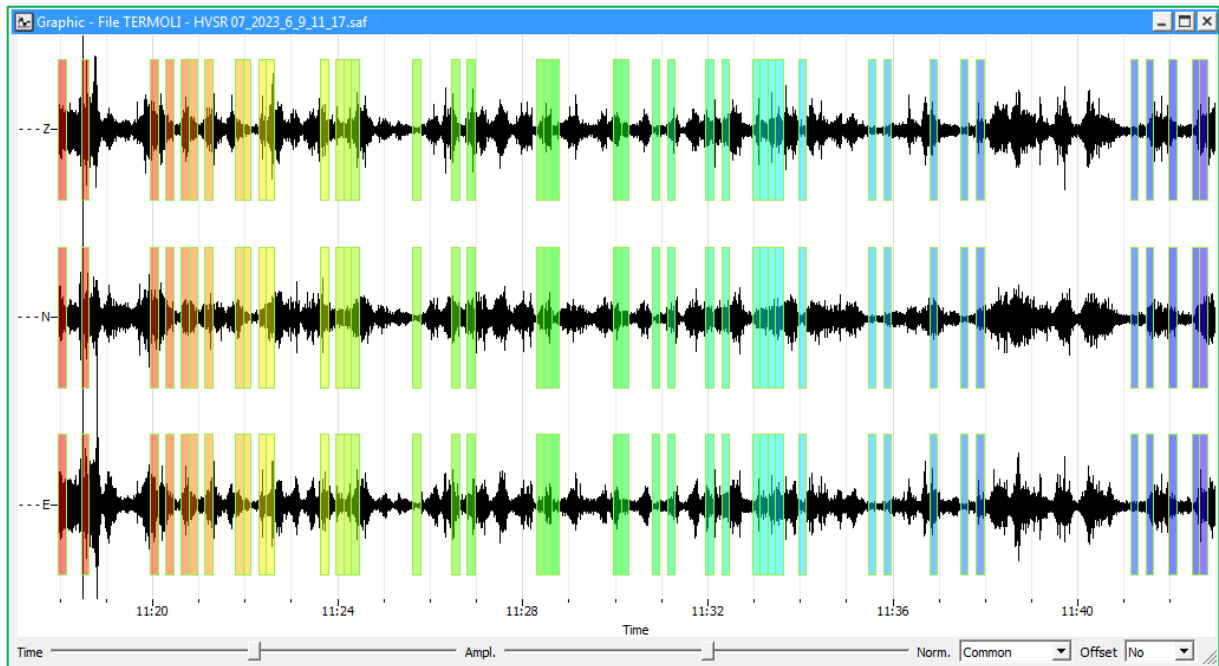 Graphic - File TERMOLI - HVSR 07_2023_6_9_11_17.saf
---Z-
---N-
---E-
11:20 11:24 11:28 11:32 11:36 11:40
Time
Time Ampl. Norm. Common Offset No